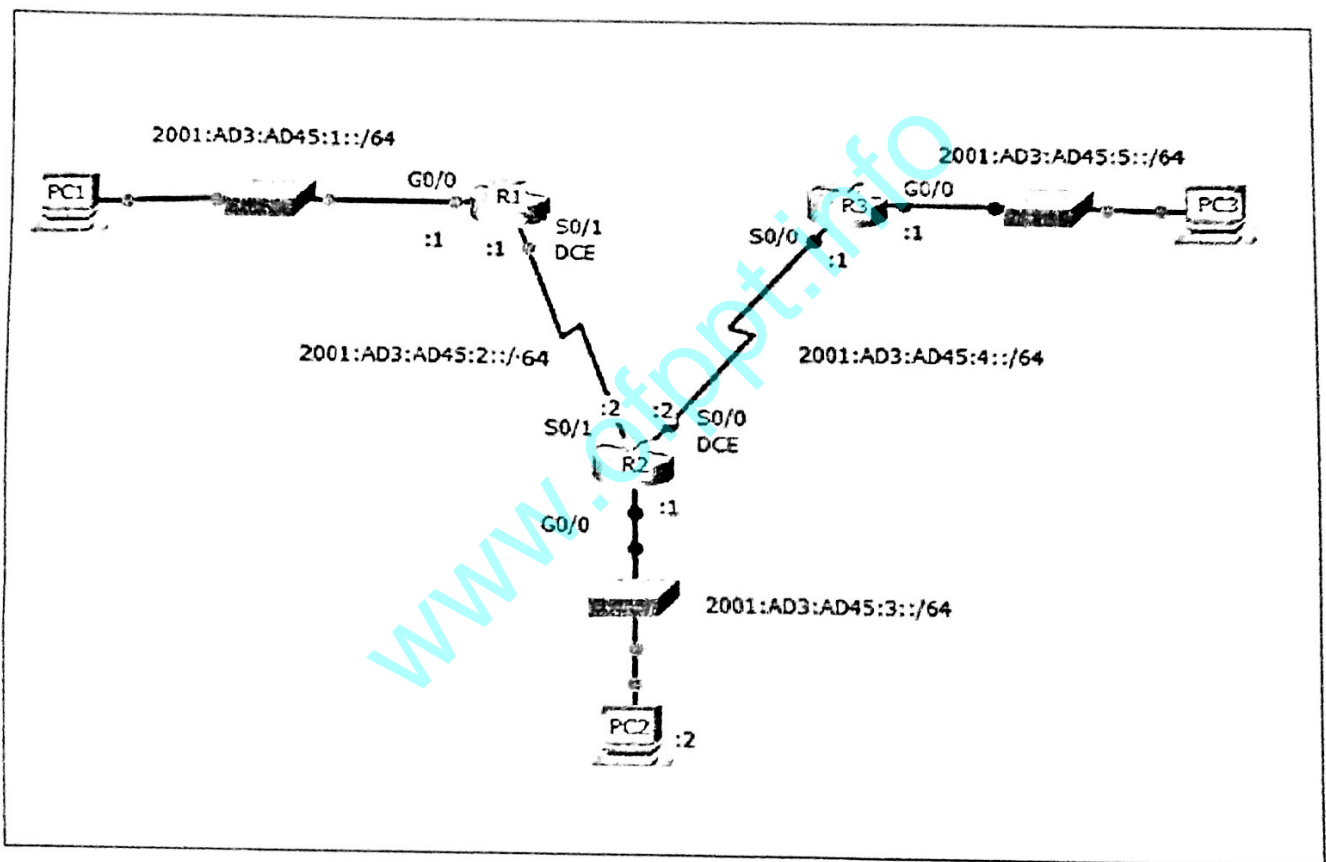 2001:AD3:AD45:1::/64
2001:AD3:AD45:5::/64
PC1
G0/0
R1
R3
G0/0
PC3
:1
:1
S0/1
DCE
S0/0
:1
:1
2001:AD3:AD45:2::/64
2001:AD3:AD45:4::/64
:2
:2
S0/1
S0/0
DCE
R2
:1
G0/0
2001:AD3:AD45:3::/64
PC2
:2
www.ofppt.info